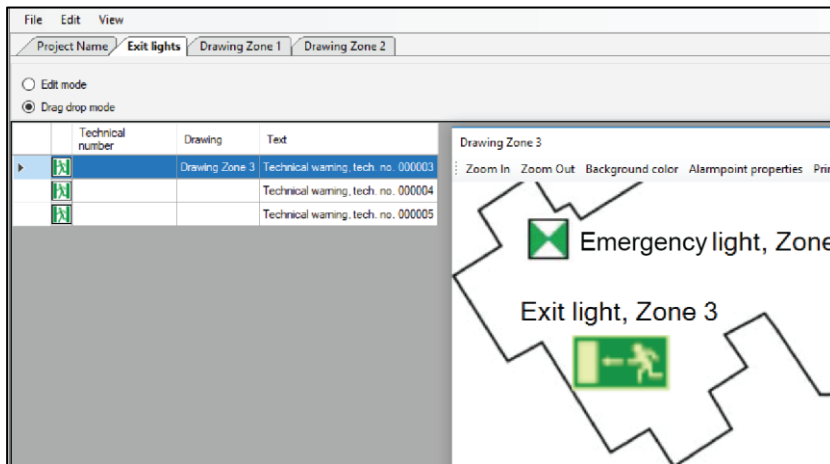 File Edit View
Project Name Exit lights Drawing Zone 1 Drawing Zone 2
Edit mode
Drag drop mode
Technical number Drawing Text
Drawing Zone 3 Technical warning, tech. no. 000003
Technical warning, tech. no. 000004
Technical warning, tech. no. 000005
Drawing Zone 3
Zoom In Zoom Out Background color Alarmpoint properties Prin
Emergency light, Zone
Exit light, Zone 3